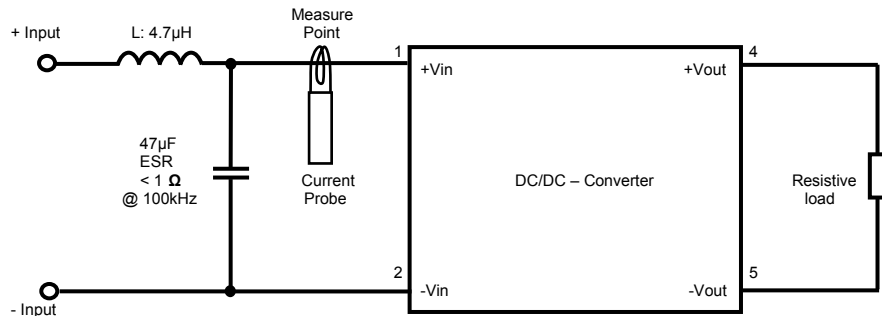 Measure
Point
+ Input
L: 4.7µH
1
4
+Vin
+Vout
47µF
ESR
< 1 Ω
@ 100kHz
Current
Probe
DC/DC – Converter
Resistive
load
2
5
-Vin
-Vout
- Input